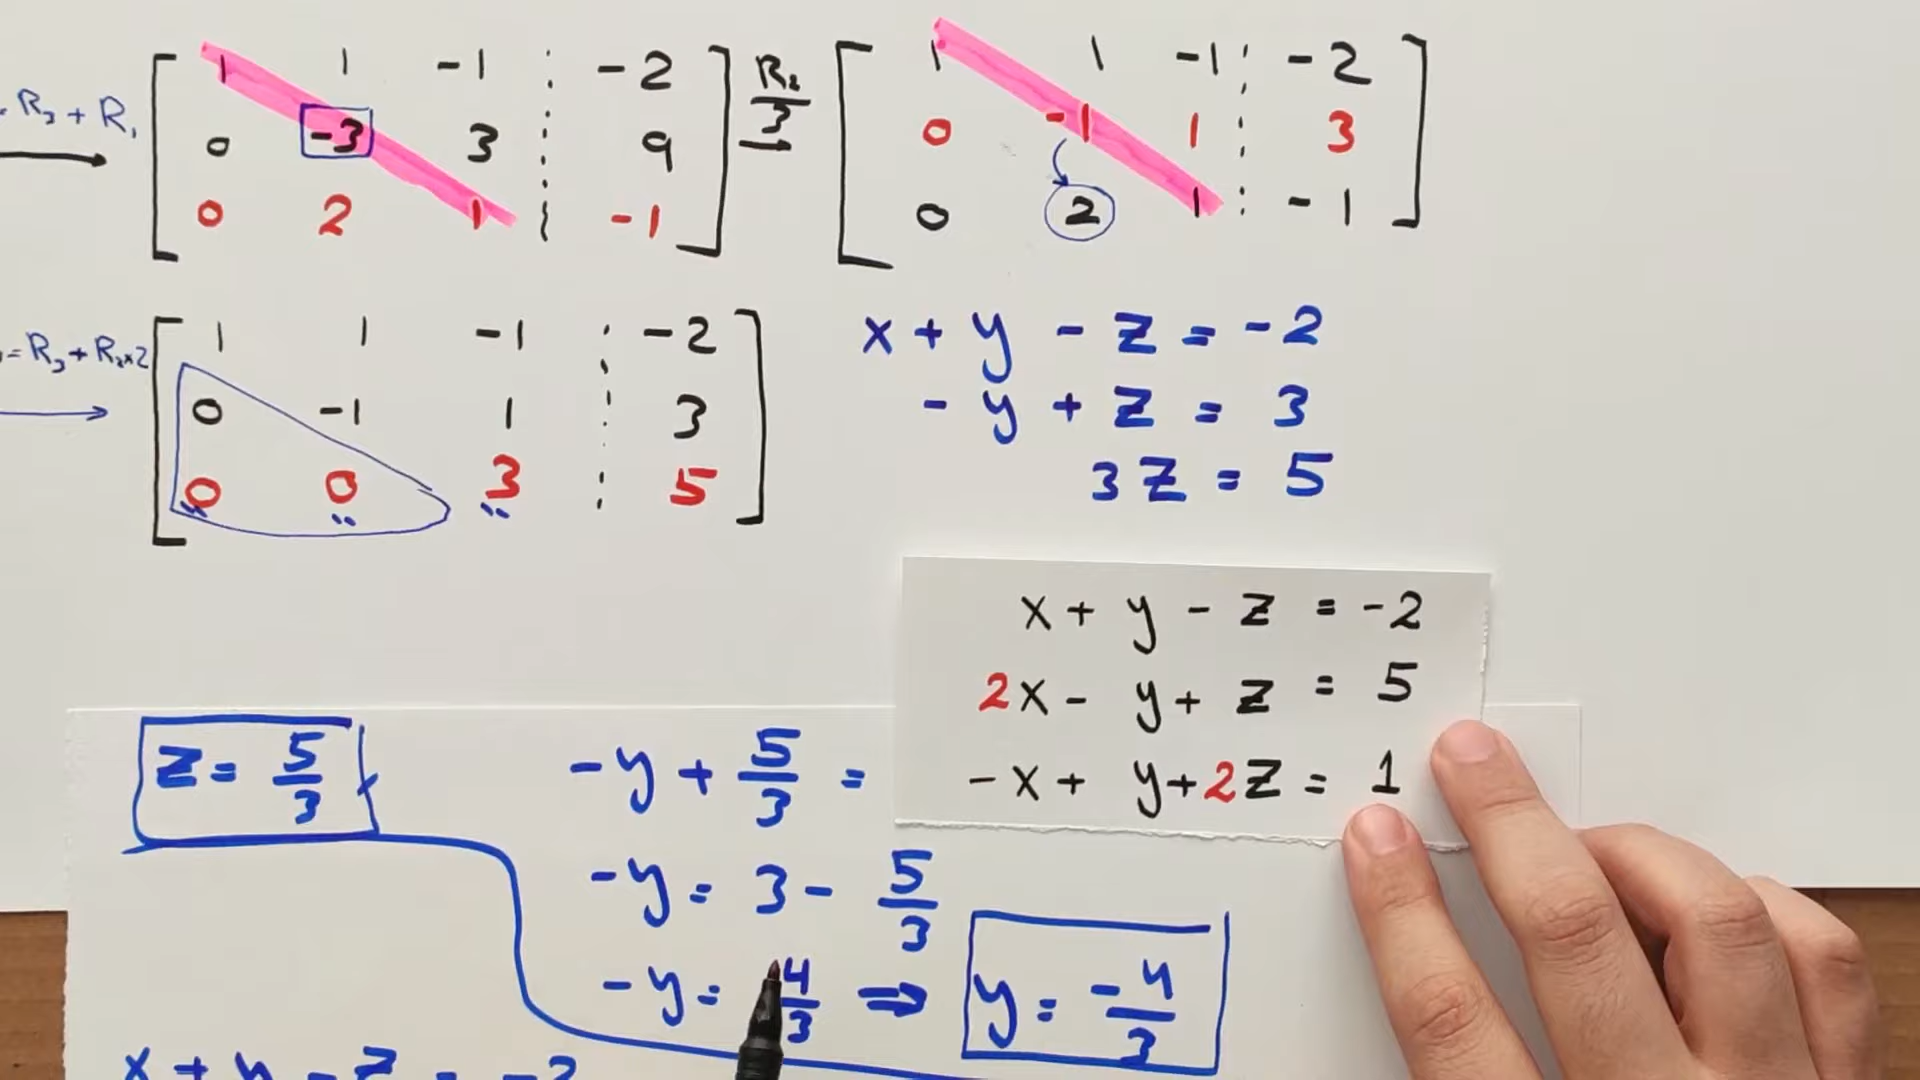 R₃ + R₁
1 1 -1 -2
0 -3 3 9
0 2 1 -1
R₂
3
1 1 -1 -2
0 -1 1 3
0 2 1 -1
= R₃ + R₂×2
1 1 -1 -2
0 -1 1 3
0 0 3 5
x + y - z = -2
- y + z = 3
3z = 5
x + y - z = -2
2x - y + z = 5
-x + y + 2z = 1
z = 5/3
-y + 5/3 =
-y = 3 - 5/3
-y = 4/3 ⇒ y = -4/3
x + y - z = -2